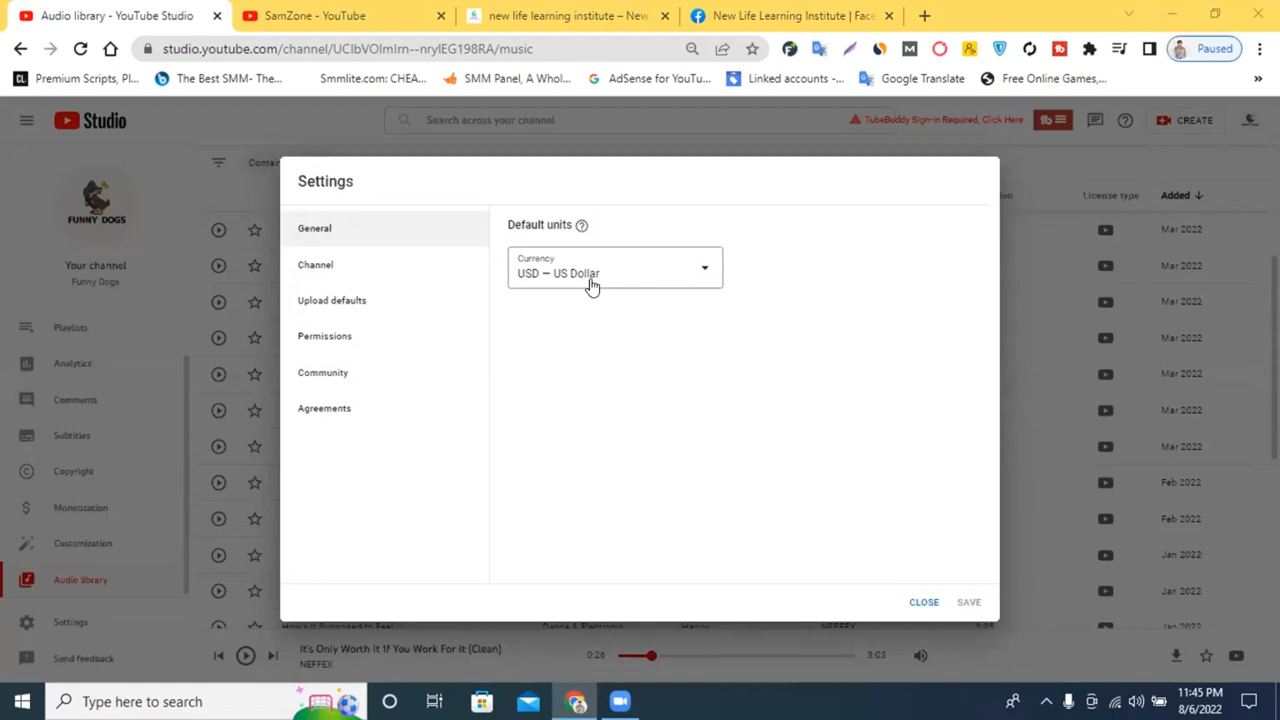 Audio library - YouTube Studio
SamZone - YouTube
new life learning institute – New
New Life Learning Institute | Face
studio.youtube.com/channel/UCIbVOlmIrn--nrylEG198RA/music
Paused
Premium Scripts, Pl...
The Best SMM- The...
Smmlite.com: CHEA...
SMM Panel, A Whol...
AdSense for YouTu...
Linked accounts -...
Google Translate
Free Online Games,...
Studio
Search across your channel
TubeBuddy Sign-in Required, Click Here
CREATE
FUNNY DOGS
Your channel
Funny Dogs
Playlists
Analytics
Comments
Subtitles
Copyright
Monetization
Customization
Audio library
Settings
Send feedback
Settings
General
Channel
Upload defaults
Permissions
Community
Agreements
Default units
Currency
USD – US Dollar
CLOSE
SAVE
License type
Added
Mar 2022
Mar 2022
Mar 2022
Mar 2022
Mar 2022
Mar 2022
Mar 2022
Feb 2022
Feb 2022
Jan 2022
Jan 2022
It's Only Worth It If You Work For It (Clean)
NEFFEX
0:26
3:03
Type here to search
11:45 PM
8/6/2022